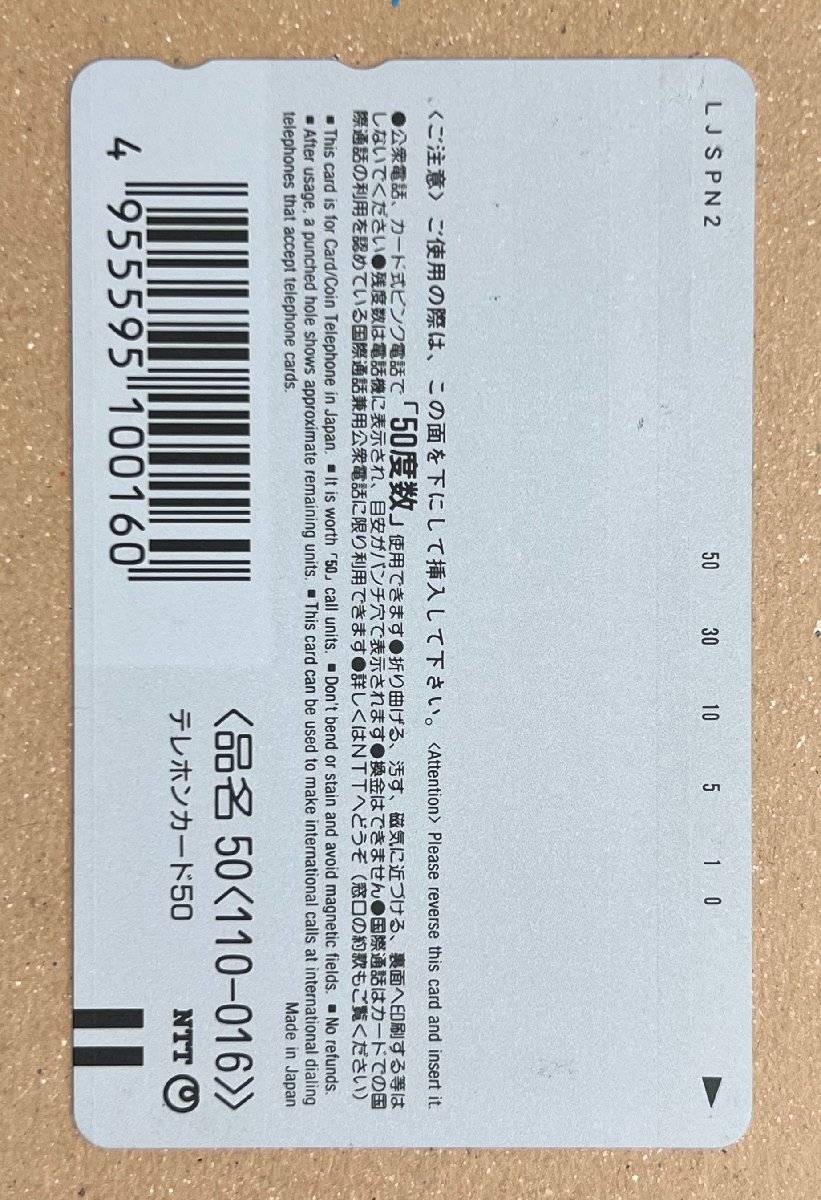 LJSPN2
50 30 10 5 1 0
〈ご注意〉ご使用の際は、この面を下にして挿入して下さい。〈Attention〉Please reverse this card and insert it.
●公衆電話、カード式ピンク電話で「50度数」使用できます●折り曲げる、汚す、磁気に近づける、裏面へ印刷する等は
しないでください●残度数は電話機に表示され、目安がパンチ穴で表示されます●換金はできません●国際通話はカードでの国
際通話の利用を認めている国際通話兼用公衆電話に限り利用できます●詳しくはNTTへどうぞ(窓口の約款もご覧ください)
■This card is for Card/Coin Telephone in Japan. ■It is worth「50」call units. ■Don't bend or stain and avoid magnetic fields. ■No refunds.
■After usage, a punched hole shows approximate remaining units. ■This card can be used to make international calls at international dialing
telephones that accept telephone cards.
Made in Japan
4 955595 100160
〈品名 50〈110-016〉〉
テレホンカード50
NTT